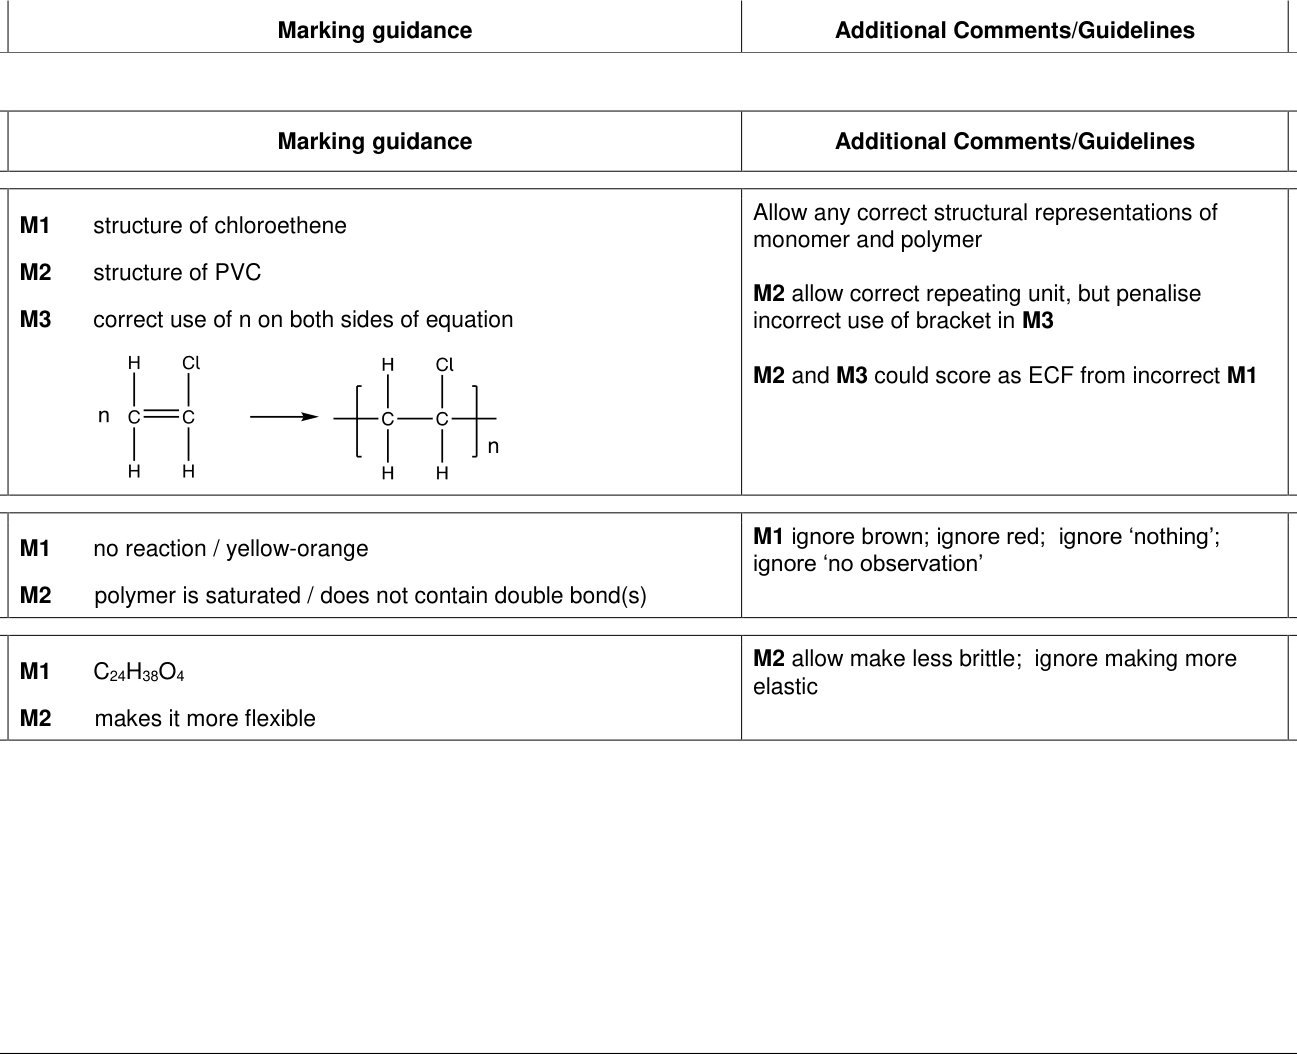 Marking guidance Additional Comments/Guidelines
Marking guidance Additional Comments/Guidelines
M1 structure of chloroethene
M2 structure of PVC
M3 correct use of n on both sides of equation
H Cl H Cl
n C C C C
n
H H H H
Allow any correct structural representations of
monomer and polymer
M2 allow correct repeating unit, but penalise
incorrect use of bracket in M3
M2 and M3 could score as ECF from incorrect M1
M1 no reaction / yellow-orange
M2 polymer is saturated / does not contain double bond(s)
M1 ignore brown; ignore red; ignore ‘nothing’;
ignore ‘no observation’
M1 C₂₄H₃₈O₄
M2 makes it more flexible
M2 allow make less brittle; ignore making more
elastic